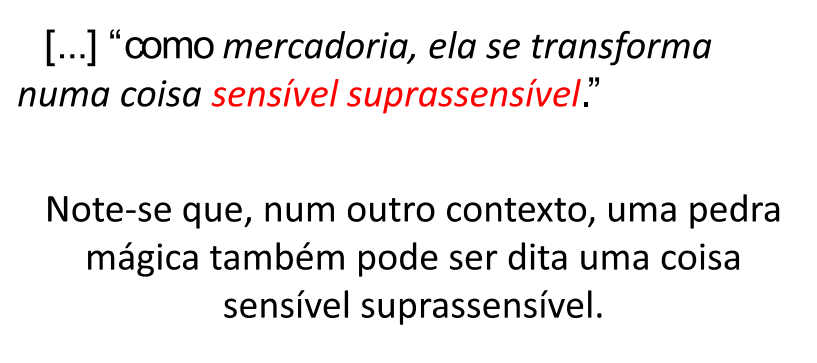 [...] “como mercadoria, ela se transforma
numa coisa sensível suprassensível.”
Note-se que, num outro contexto, uma pedra
mágica também pode ser dita uma coisa
sensível suprassensível.